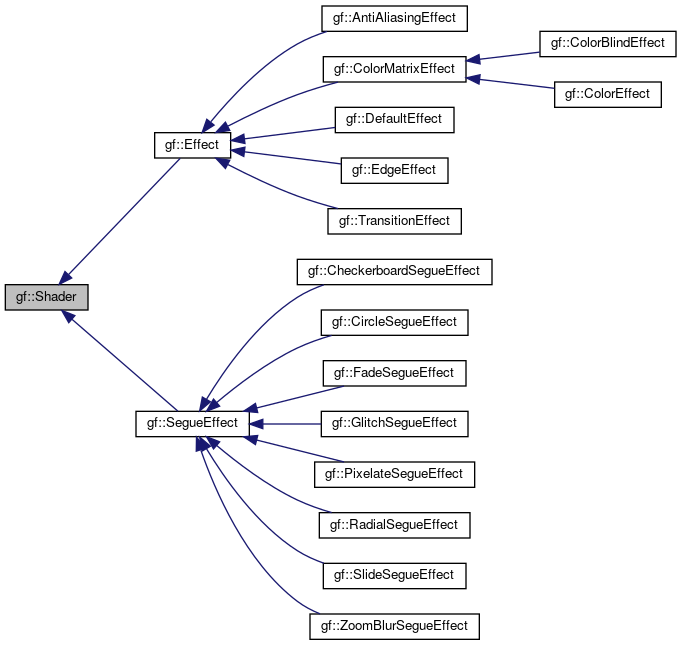 gf::AntiAliasingEffect
gf::ColorBlindEffect
gf::ColorMatrixEffect
gf::ColorEffect
gf::DefaultEffect
gf::Effect
gf::EdgeEffect
gf::TransitionEffect
gf::CheckerboardSegueEffect
gf::Shader
gf::CircleSegueEffect
gf::FadeSegueEffect
gf::SegueEffect
gf::GlitchSegueEffect
gf::PixelateSegueEffect
gf::RadialSegueEffect
gf::SlideSegueEffect
gf::ZoomBlurSegueEffect